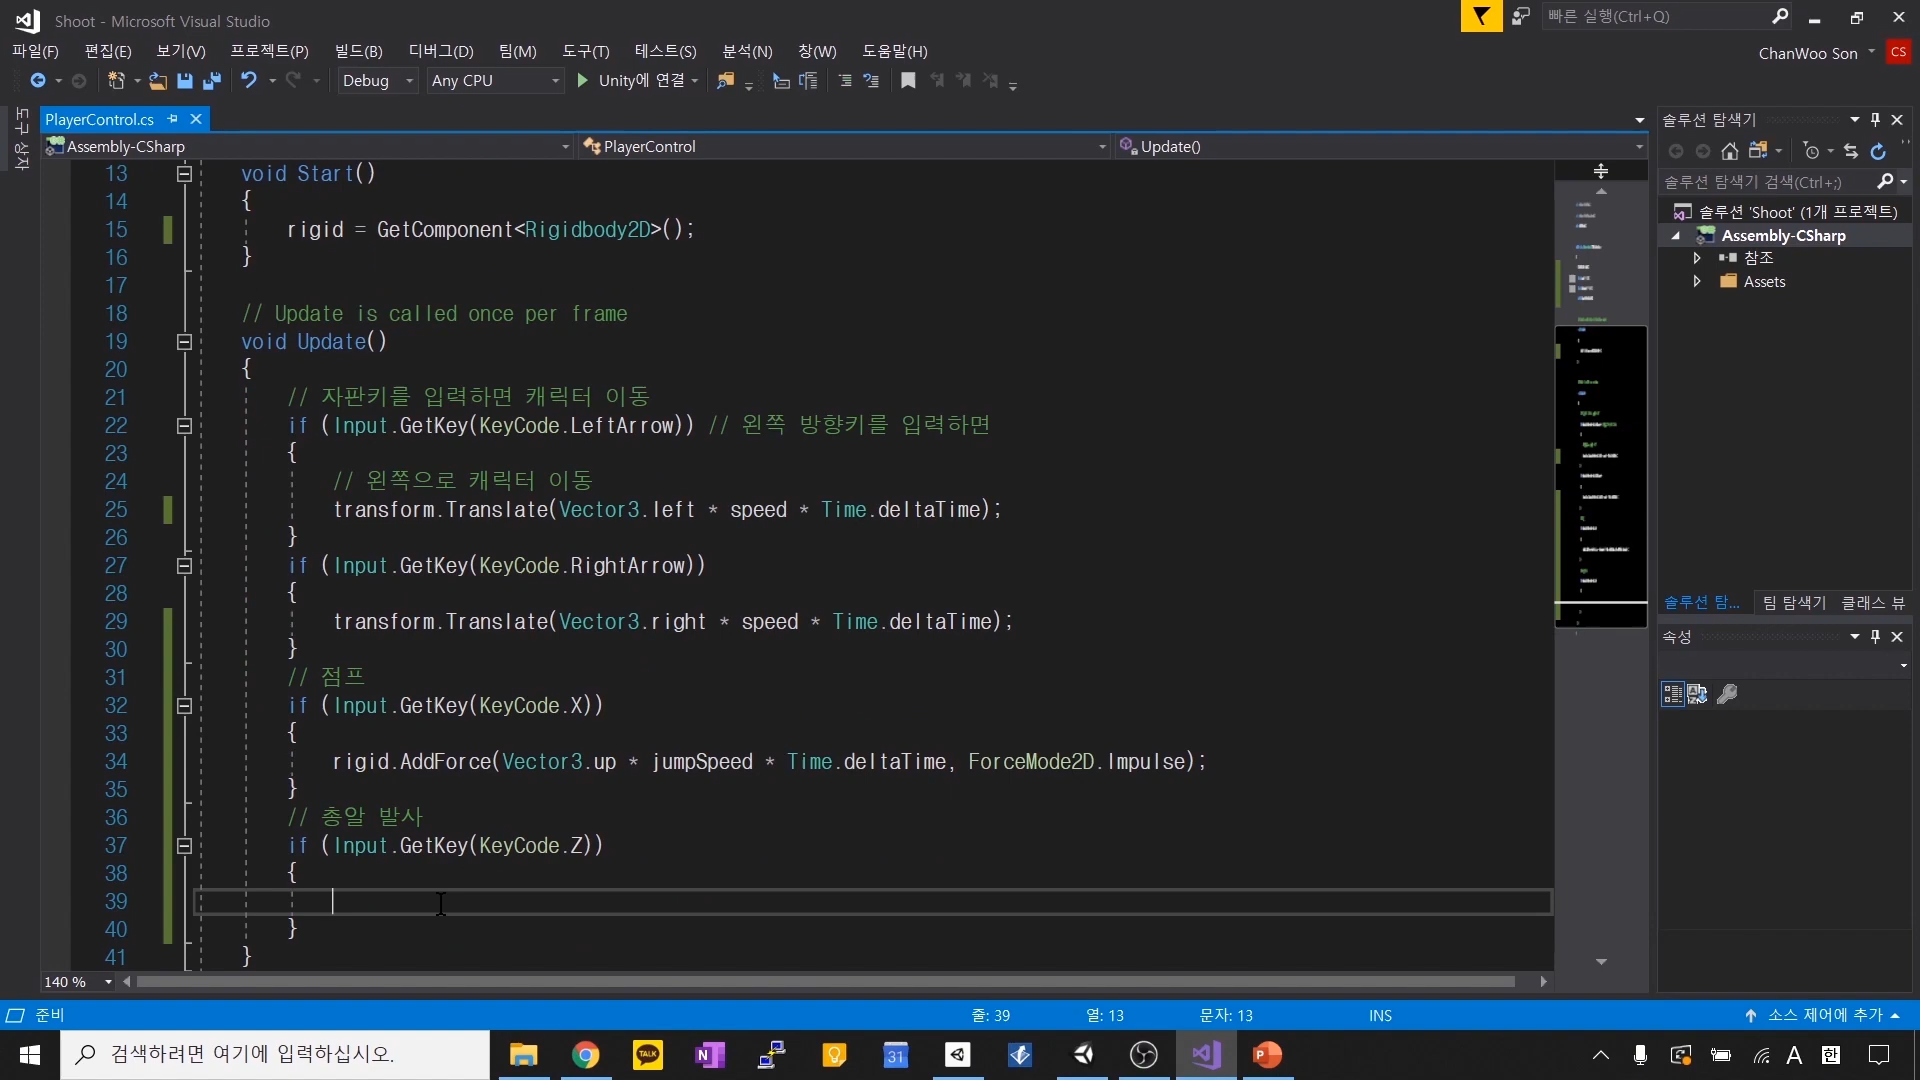 Shoot - Microsoft Visual Studio
빠른 실행(Ctrl+Q)
파일(F) 편집(E) 보기(V) 프로젝트(P) 빌드(B) 디버그(D) 팀(M) 도구(T) 테스트(S) 분석(N) 창(W) 도움말(H)
ChanWoo Son
CS
Debug
Any CPU
Unity에 연결
도구 상자
PlayerControl.cs
Assembly-CSharp
PlayerControl
Update()
13 void Start()
14 {
15 rigid = GetComponent<Rigidbody2D>();
16 }
17
18 // Update is called once per frame
19 void Update()
20 {
21 // 자판키를 입력하면 캐릭터 이동
22 if (Input.GetKey(KeyCode.LeftArrow)) // 왼쪽 방향키를 입력하면
23 {
24 // 왼쪽으로 캐릭터 이동
25 transform.Translate(Vector3.left * speed * Time.deltaTime);
26 }
27 if (Input.GetKey(KeyCode.RightArrow))
28 {
29 transform.Translate(Vector3.right * speed * Time.deltaTime);
30 }
31 // 점프
32 if (Input.GetKey(KeyCode.X))
33 {
34 rigid.AddForce(Vector3.up * jumpSpeed * Time.deltaTime, ForceMode2D.Impulse);
35 }
36 // 총알 발사
37 if (Input.GetKey(KeyCode.Z))
38 {
39
40 }
41 }
140 %
솔루션 탐색기
솔루션 탐색기 검색(Ctrl+;)
솔루션 'Shoot' (1개 프로젝트)
Assembly-CSharp
참조
Assets
솔루션 탐... 팀 탐색기 클래스 뷰
속성
준비
줄: 39
열: 13
문자: 13
INS
소스 제어에 추가
검색하려면 여기에 입력하십시오.
TALK
N
31
P
A
한